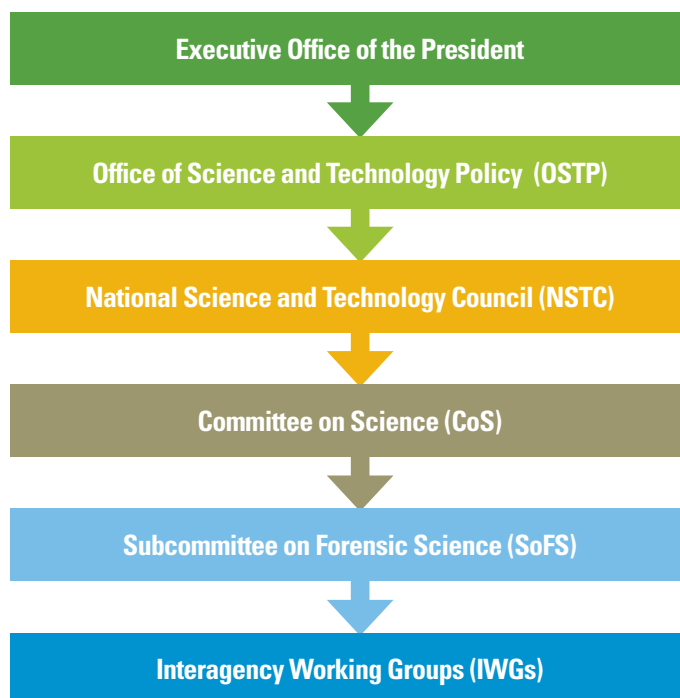 Executive Office of the President
Office of Science and Technology Policy (OSTP)
National Science and Technology Council (NSTC)
Committee on Science (CoS)
Subcommittee on Forensic Science (SoFS)
Interagency Working Groups (IWGs)